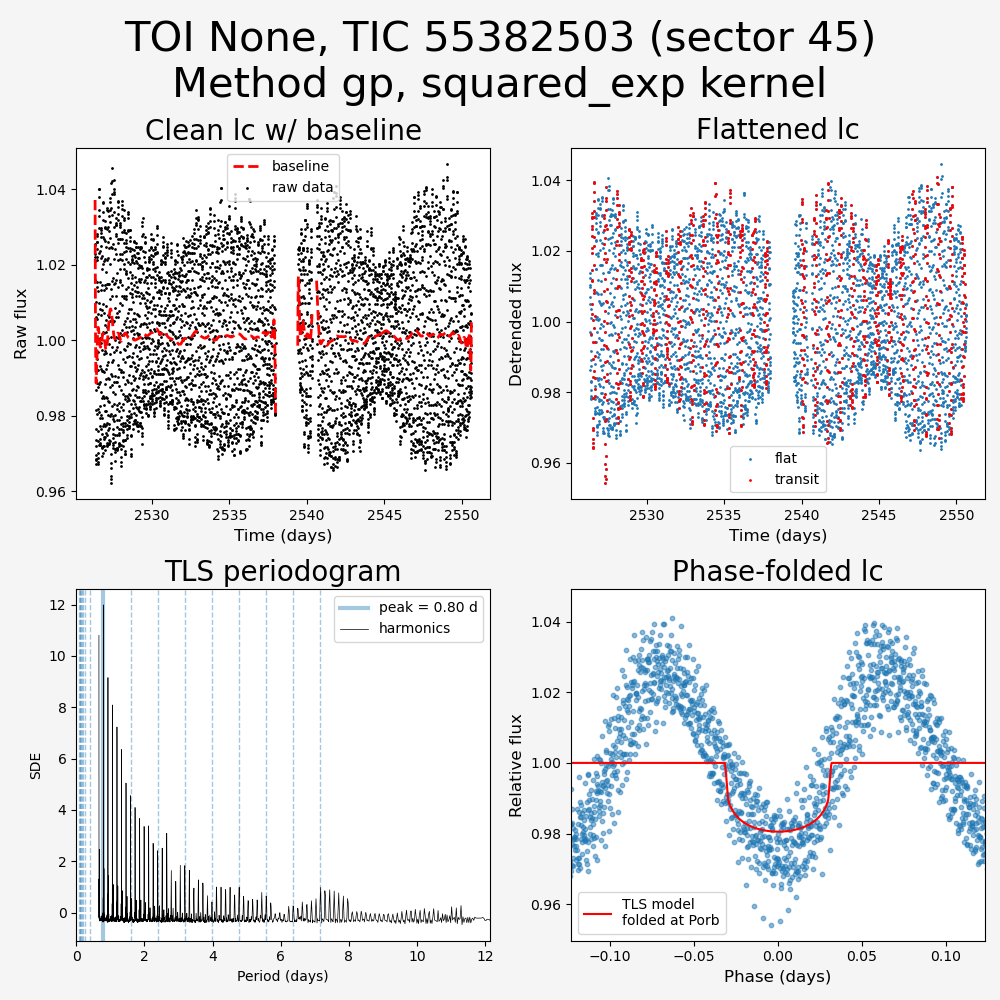 TOI None, TIC 55382503 (sector 45)
Method gp, squared_exp kernel
Clean lc w/ baseline
baseline
raw data
Raw flux
1.04
1.02
1.00
0.98
0.96
2530
2535
2540
2545
2550
Time (days)
Flattened lc
flat
transit
Detrended flux
1.04
1.02
1.00
0.98
0.96
2530
2535
2540
2545
2550
Time (days)
TLS periodogram
peak = 0.80 d
harmonics
SDE
12
10
8
6
4
2
0
0
2
4
6
8
10
12
Period (days)
Phase-folded lc
TLS model
folded at Porb
Relative flux
1.04
1.02
1.00
0.98
0.96
−0.10
−0.05
0.00
0.05
0.10
Phase (days)